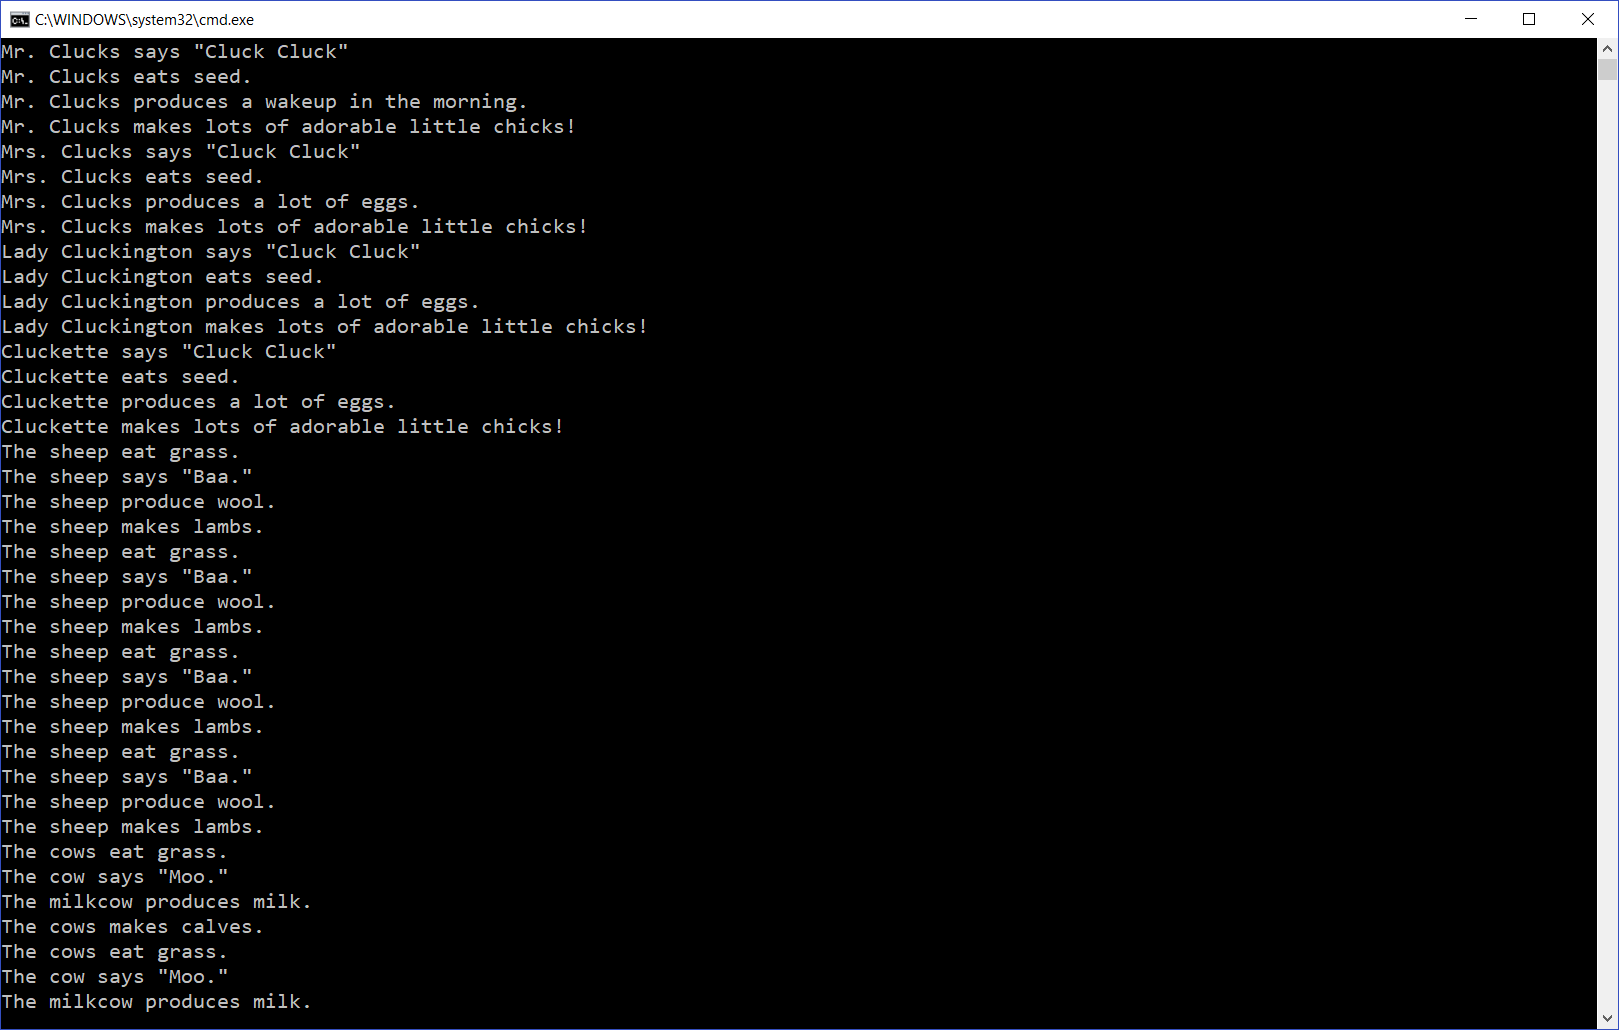 C:\WINDOWS\system32\cmd.exe
Mr. Clucks says "Cluck Cluck"
Mr. Clucks eats seed.
Mr. Clucks produces a wakeup in the morning.
Mr. Clucks makes lots of adorable little chicks!
Mrs. Clucks says "Cluck Cluck"
Mrs. Clucks eats seed.
Mrs. Clucks produces a lot of eggs.
Mrs. Clucks makes lots of adorable little chicks!
Lady Cluckington says "Cluck Cluck"
Lady Cluckington eats seed.
Lady Cluckington produces a lot of eggs.
Lady Cluckington makes lots of adorable little chicks!
Cluckette says "Cluck Cluck"
Cluckette eats seed.
Cluckette produces a lot of eggs.
Cluckette makes lots of adorable little chicks!
The sheep eat grass.
The sheep says "Baa."
The sheep produce wool.
The sheep makes lambs.
The sheep eat grass.
The sheep says "Baa."
The sheep produce wool.
The sheep makes lambs.
The sheep eat grass.
The sheep says "Baa."
The sheep produce wool.
The sheep makes lambs.
The sheep eat grass.
The sheep says "Baa."
The sheep produce wool.
The sheep makes lambs.
The cows eat grass.
The cow says "Moo."
The milkcow produces milk.
The cows makes calves.
The cows eat grass.
The cow says "Moo."
The milkcow produces milk.